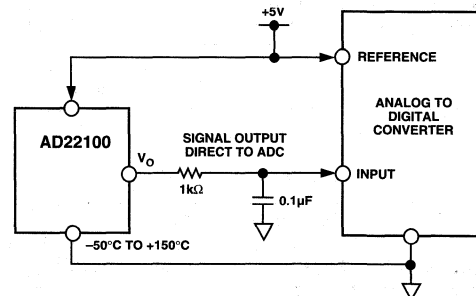 +5V
REFERENCE
ANALOG TO
DIGITAL
CONVERTER
AD22100
SIGNAL OUTPUT
DIRECT TO ADC
VO
1kΩ
INPUT
0.1µF
–50°C TO +150°C